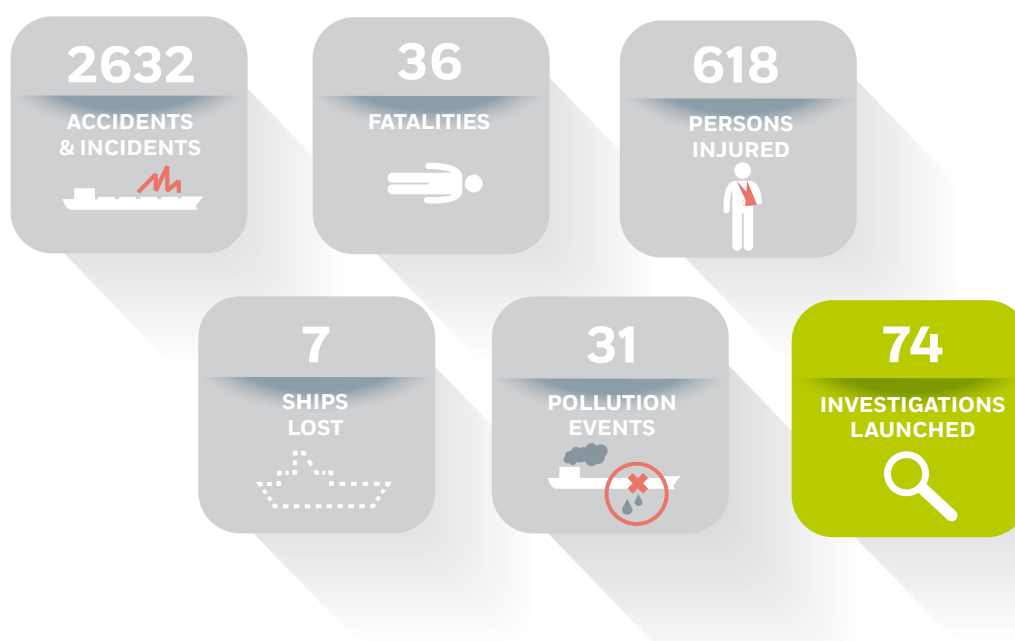 2632
ACCIDENTS
& INCIDENTS
36
FATALITIES
618
PERSONS
INJURED
7
SHIPS
LOST
31
POLLUTION
EVENTS
74
INVESTIGATIONS
LAUNCHED